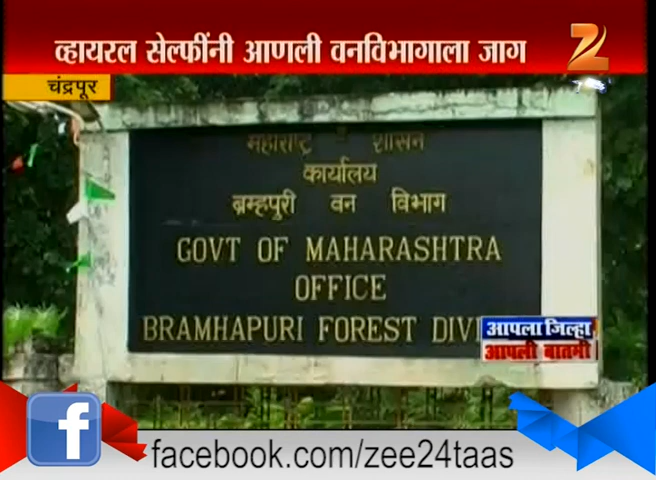 व्हायरल सेल्फींनी आणली वनविभागाला जाग
चंद्रपूर
महाराष्ट्र शासन
कार्यालय
ब्रम्हपुरी वन विभाग
GOVT OF MAHARASHTRA
OFFICE
BRAMHAPURI FOREST
आपला जिल्हा
आपली बातमी
facebook.com/zee24taas